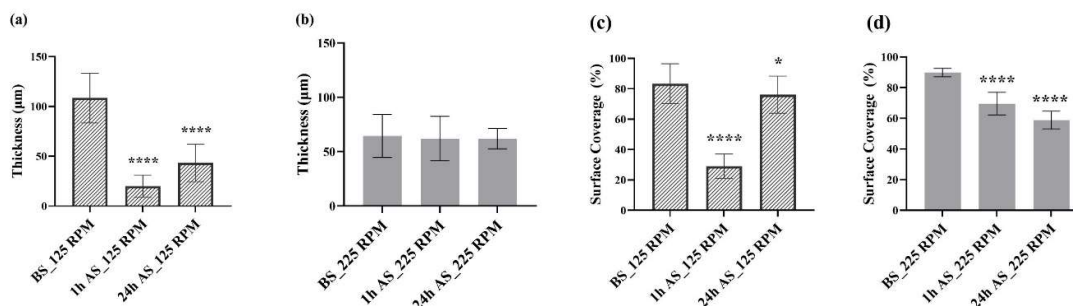 (a)
Thickness (µm)
150
100
50
0
****
****
BS_125 RPM
1h AS_125 RPM
24h AS_125 RPM
(b)
Thickness (µm)
150
100
50
0
BS_225 RPM
1h AS_225 RPM
24h AS_225 RPM
(c)
Surface Coverage (%)
100
80
60
40
20
0
****
*
BS_125 RPM
1h AS_125 RPM
24h AS_125 RPM
(d)
Surface Coverage (%)
100
80
60
40
20
0
****
****
BS_225 RPM
1h AS_225 RPM
24h AS_225 RPM